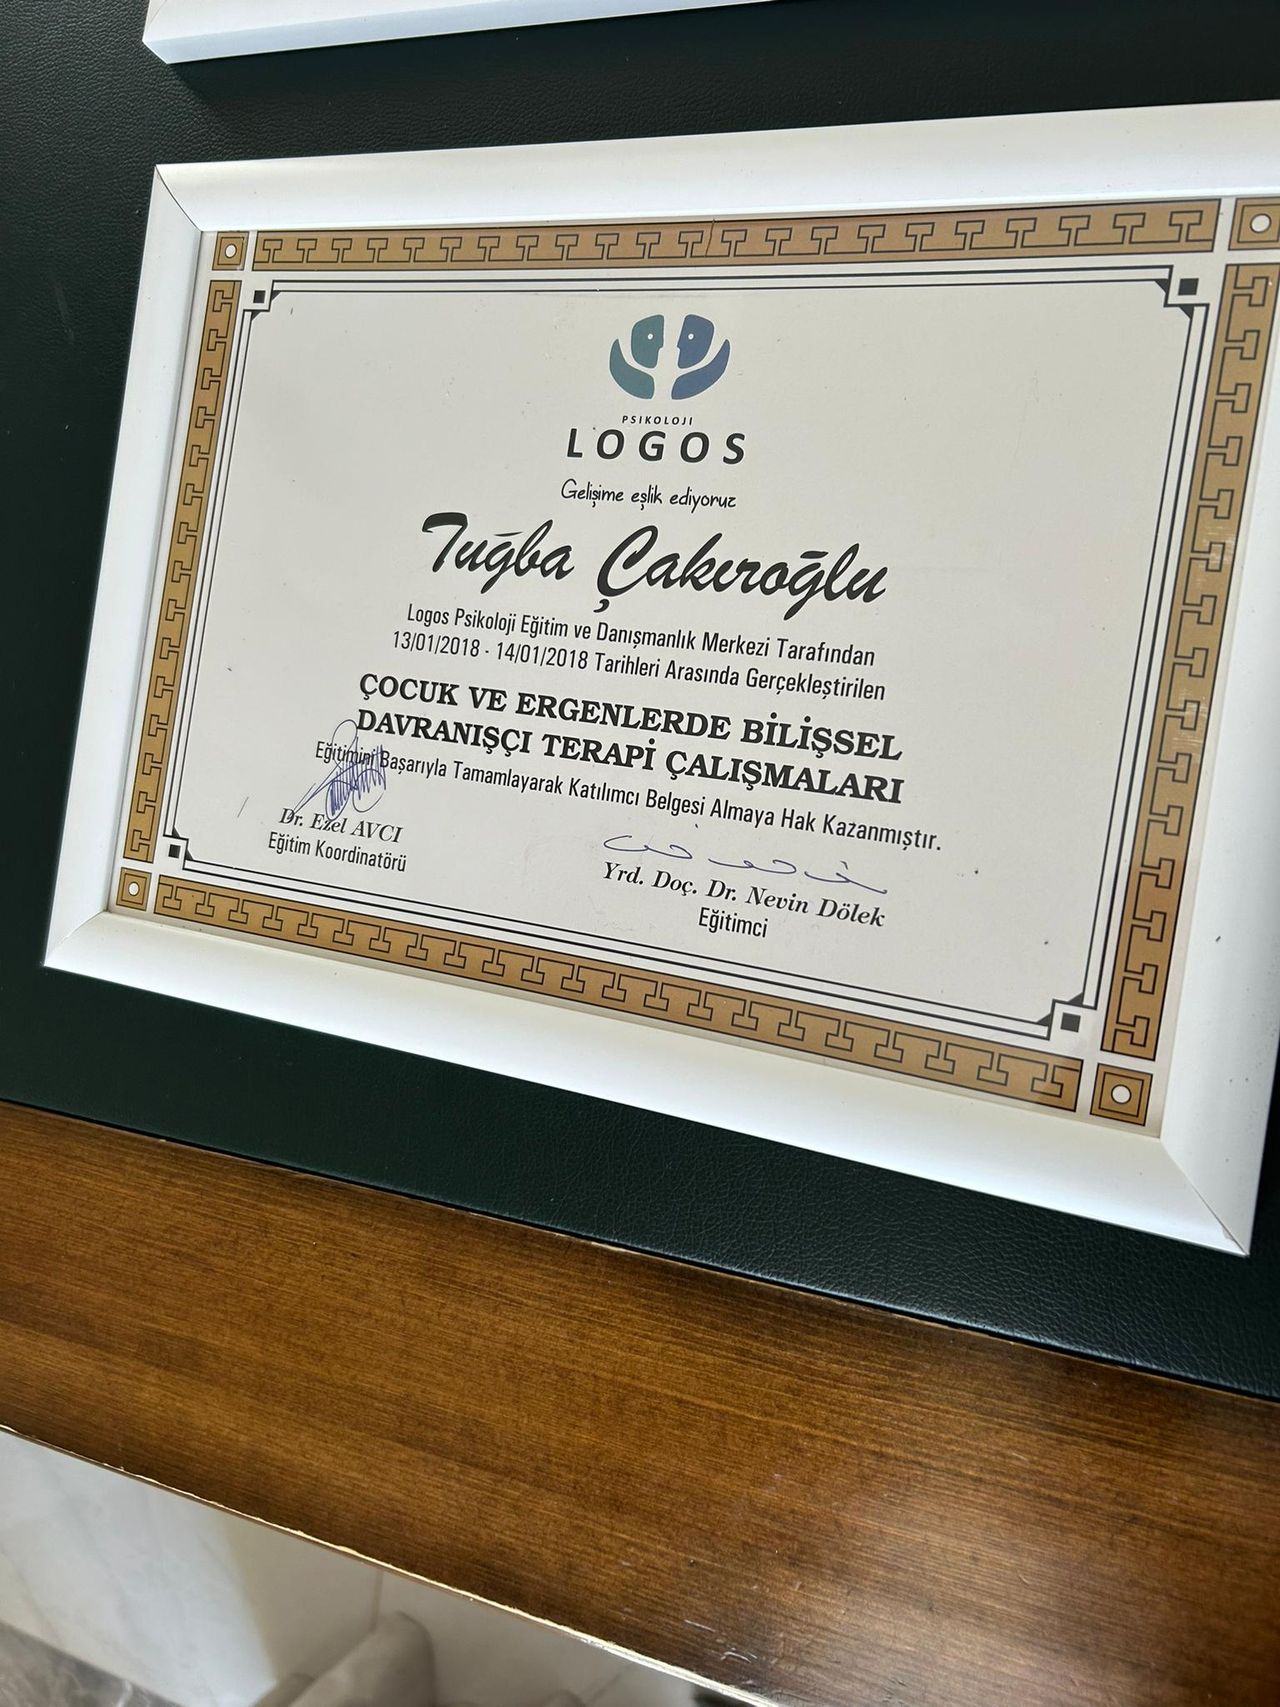 PSIKOLOJI
LOGOS
Gelişime eşlik ediyoruz
Tuğba Çakıroğlu
Logos Psikoloji Eğitim ve Danışmanlık Merkezi Tarafından
13/01/2018 - 14/01/2018 Tarihleri Arasında Gerçekleştirilen
ÇOCUK VE ERGENLERDE BİLİŞSEL
DAVRANIŞÇI TERAPİ ÇALIŞMALARI
Eğitimini Başarıyla Tamamlayarak Katılımcı Belgesi Almaya Hak Kazanmıştır.
Dr. Ezel AVCI
Eğitim Koordinatörü
Yrd. Doç. Dr. Nevin Dölek
Eğitimci